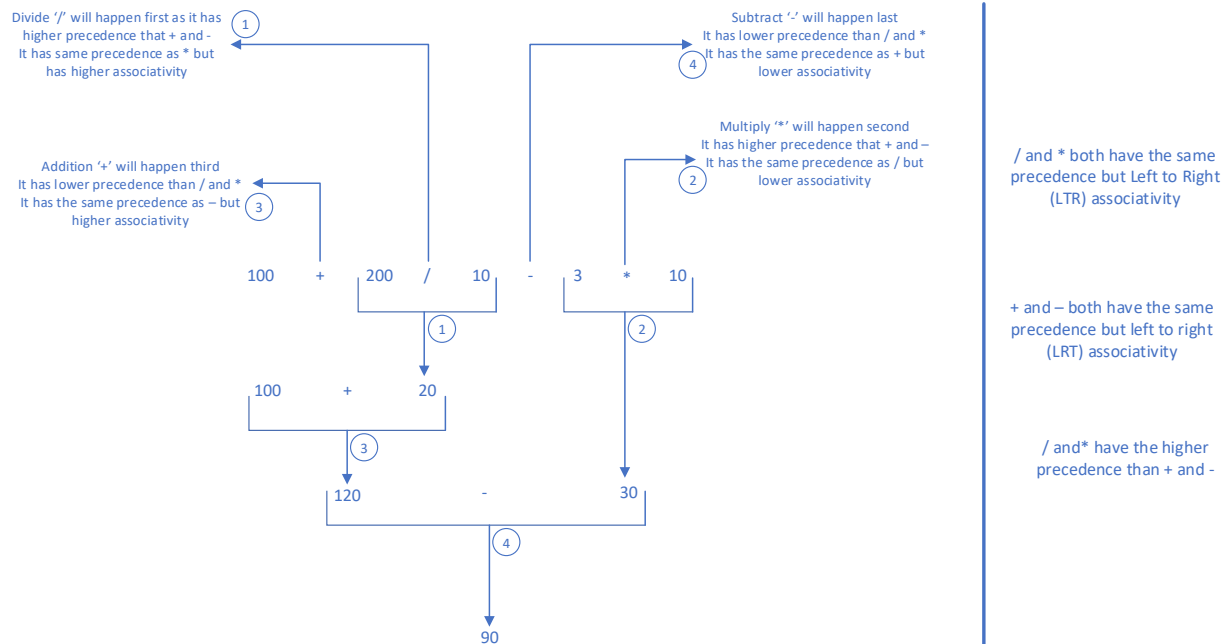 Divide ‘/’ will happen first as it has
higher precedence that + and -
It has same precedence as * but
has higher associativity
1
Subtract ‘-’ will happen last
It has lower precedence than / and *
It has the same precedence as + but
lower associativity
4
Multiply ‘*’ will happen second
It has higher precedence that + and –
It has the same precedence as / but
lower associativity
2
Addition ‘+’ will happen third
It has lower precedence than / and *
It has the same precedence as – but
higher associativity
3
100 + 200 / 10 - 3 * 10
1
2
100 + 20
3
120 - 30
4
90
/ and * both have the same
precedence but Left to Right
(LTR) associativity
+ and – both have the same
precedence but left to right
(LRT) associativity
/ and* have the higher
precedence than + and -